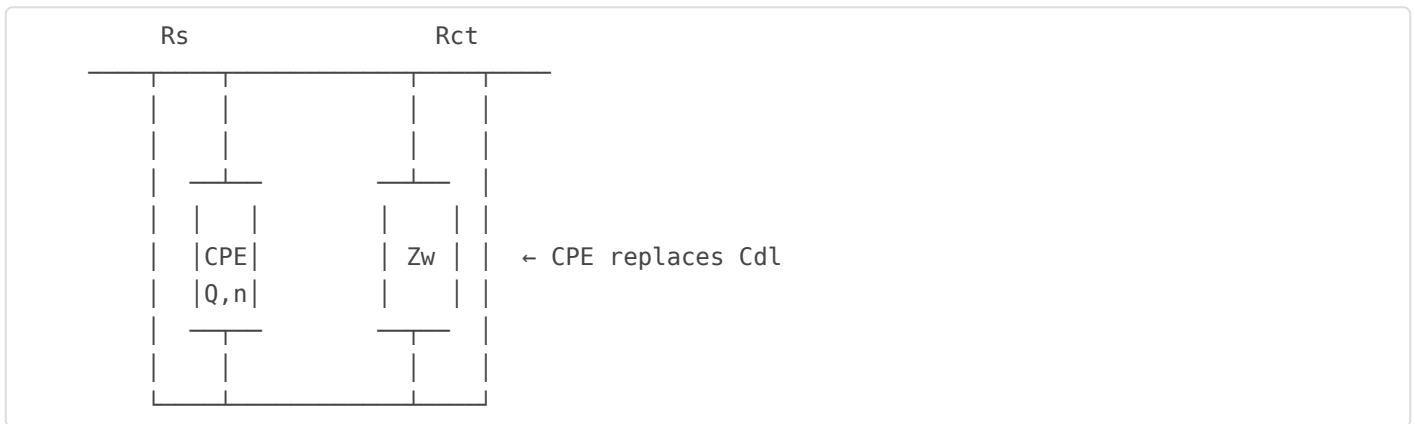 Rs Rct
CPE Zw ← CPE replaces Cdl
Q,n